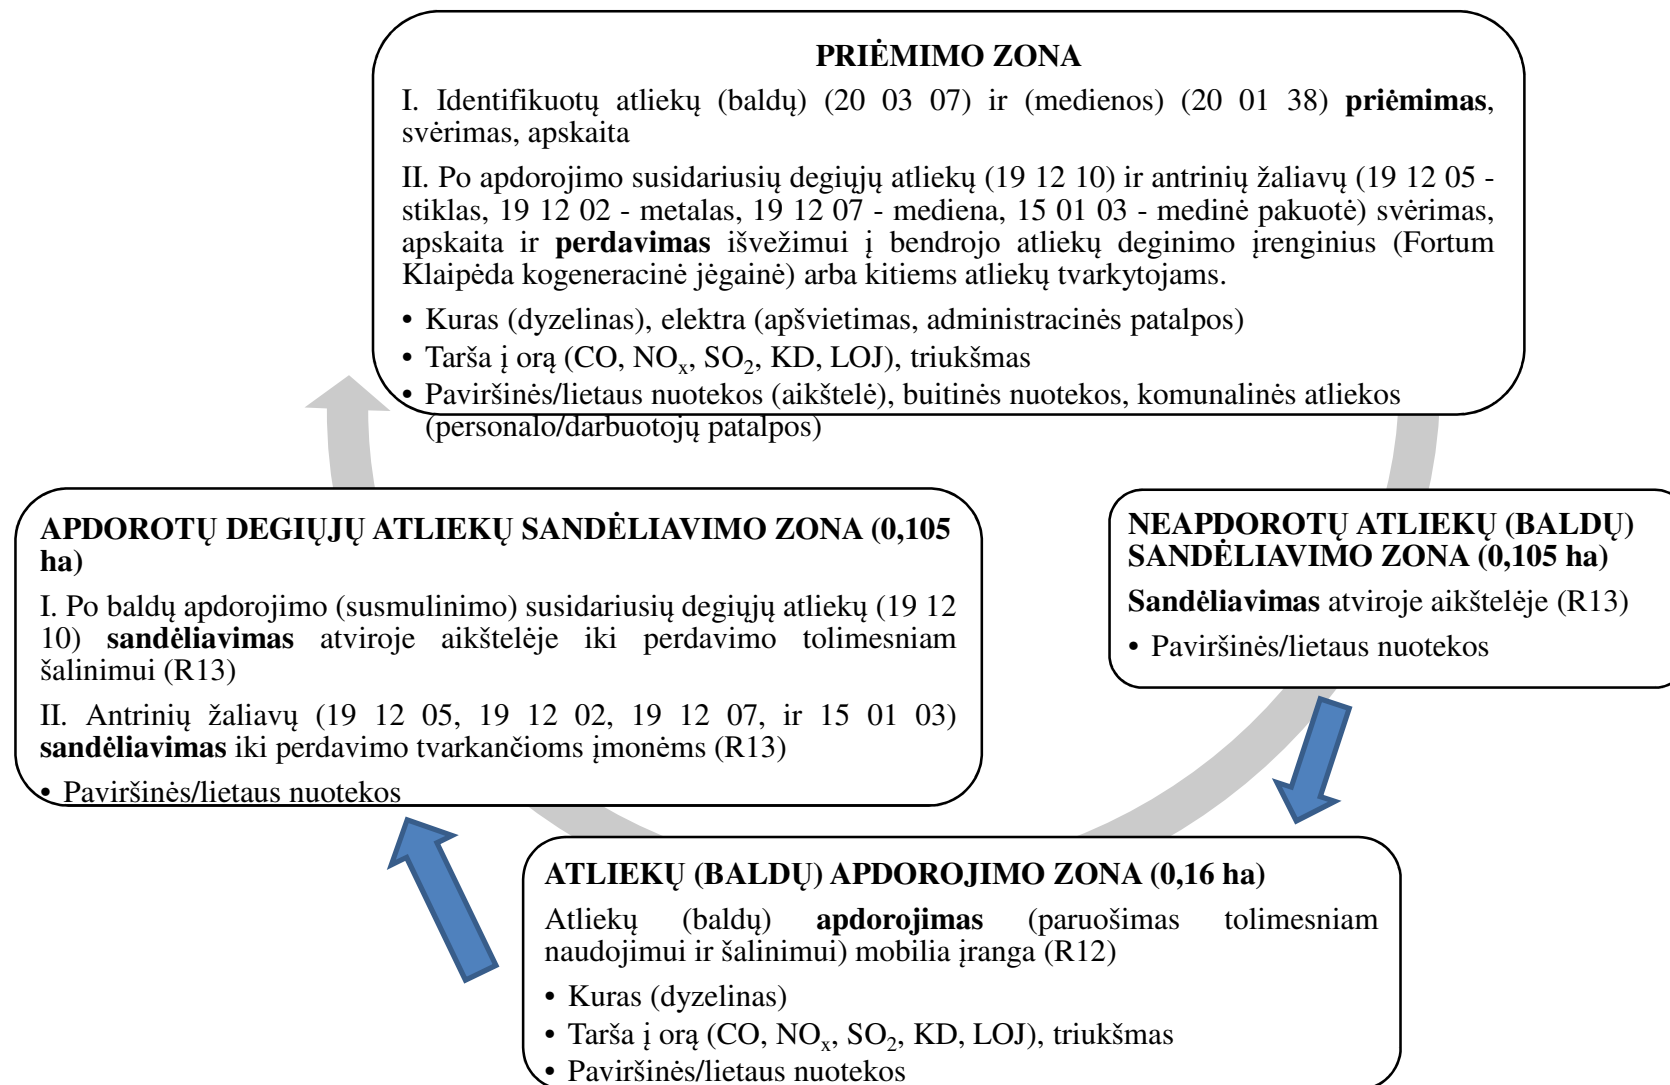 PRIĖMIMO ZONA
I. Identifikuotų atliekų (baldų) (20 03 07) ir (medienos) (20 01 38) priėmimas,
svėrimas, apskaita
II. Po apdorojimo susidariusių degiųjų atliekų (19 12 10) ir antrinių žaliavų (19 12 05 -
stiklas, 19 12 02 - metalas, 19 12 07 - mediena, 15 01 03 - medinė pakuotė) svėrimas,
apskaita ir perdavimas išvežimui į bendrojo atliekų deginimo įrenginius (Fortum
Klaipėda kogeneracinė jėgainė) arba kitiems atliekų tvarkytojams.
• Kuras (dyzelinas), elektra (apšvietimas, administracinės patalpos)
• Tarša į orą (CO, NOx, SO2, KD, LOJ), triukšmas
• Paviršinės/lietaus nuotekos (aikštelė), buitinės nuotekos, komunalinės atliekos
(personalo/darbuotojų patalpos)
NEAPDOROTŲ ATLIEKŲ (BALDŲ)
SANDĖLIAVIMO ZONA (0,105 ha)
Sandėliavimas atviroje aikštelėje (R13)
• Paviršinės/lietaus nuotekos
ATLIEKŲ (BALDŲ) APDOROJIMO ZONA (0,16 ha)
Atliekų (baldų) apdorojimas (paruošimas tolimesniam
naudojimui ir šalinimui) mobilia įranga (R12)
• Kuras (dyzelinas)
• Tarša į orą (CO, NOx, SO2, KD, LOJ), triukšmas
• Paviršinės/lietaus nuotekos
APDOROTŲ DEGIŲJŲ ATLIEKŲ SANDĖLIAVIMO ZONA (0,105
ha)
I. Po baldų apdorojimo (susmulinimo) susidariusių degiųjų atliekų (19 12
10) sandėliavimas atviroje aikštelėje iki perdavimo tolimesniam
šalinimui (R13)
II. Antrinių žaliavų (19 12 05, 19 12 02, 19 12 07, ir 15 01 03)
sandėliavimas iki perdavimo tvarkančioms įmonėms (R13)
• Paviršinės/lietaus nuotekos